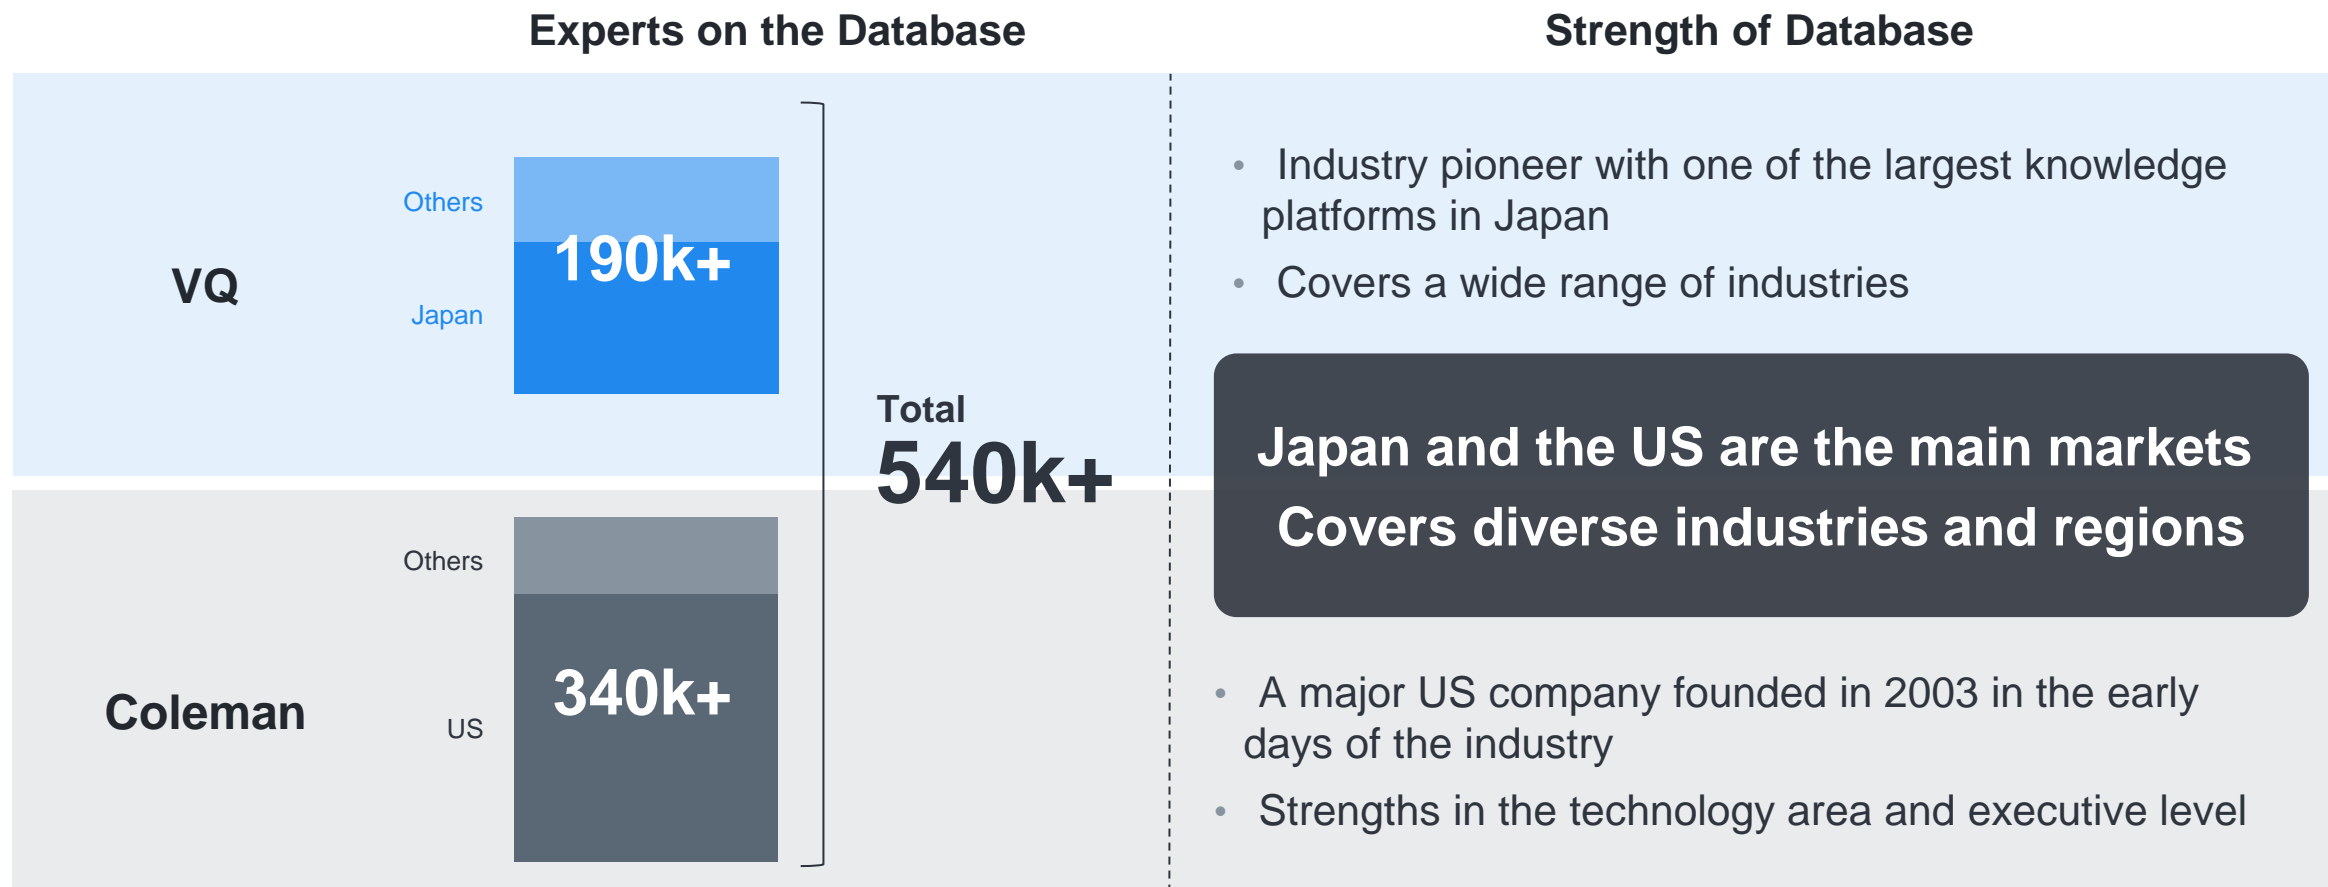 Experts on the Database
Strength of Database
VQ
Others
Japan
190k+
• Industry pioneer with one of the largest knowledge
platforms in Japan
• Covers a wide range of industries
Total
540k+
Japan and the US are the main markets
Covers diverse industries and regions
Coleman
Others
US
340k+
• A major US company founded in 2003 in the early
days of the industry
• Strengths in the technology area and executive level